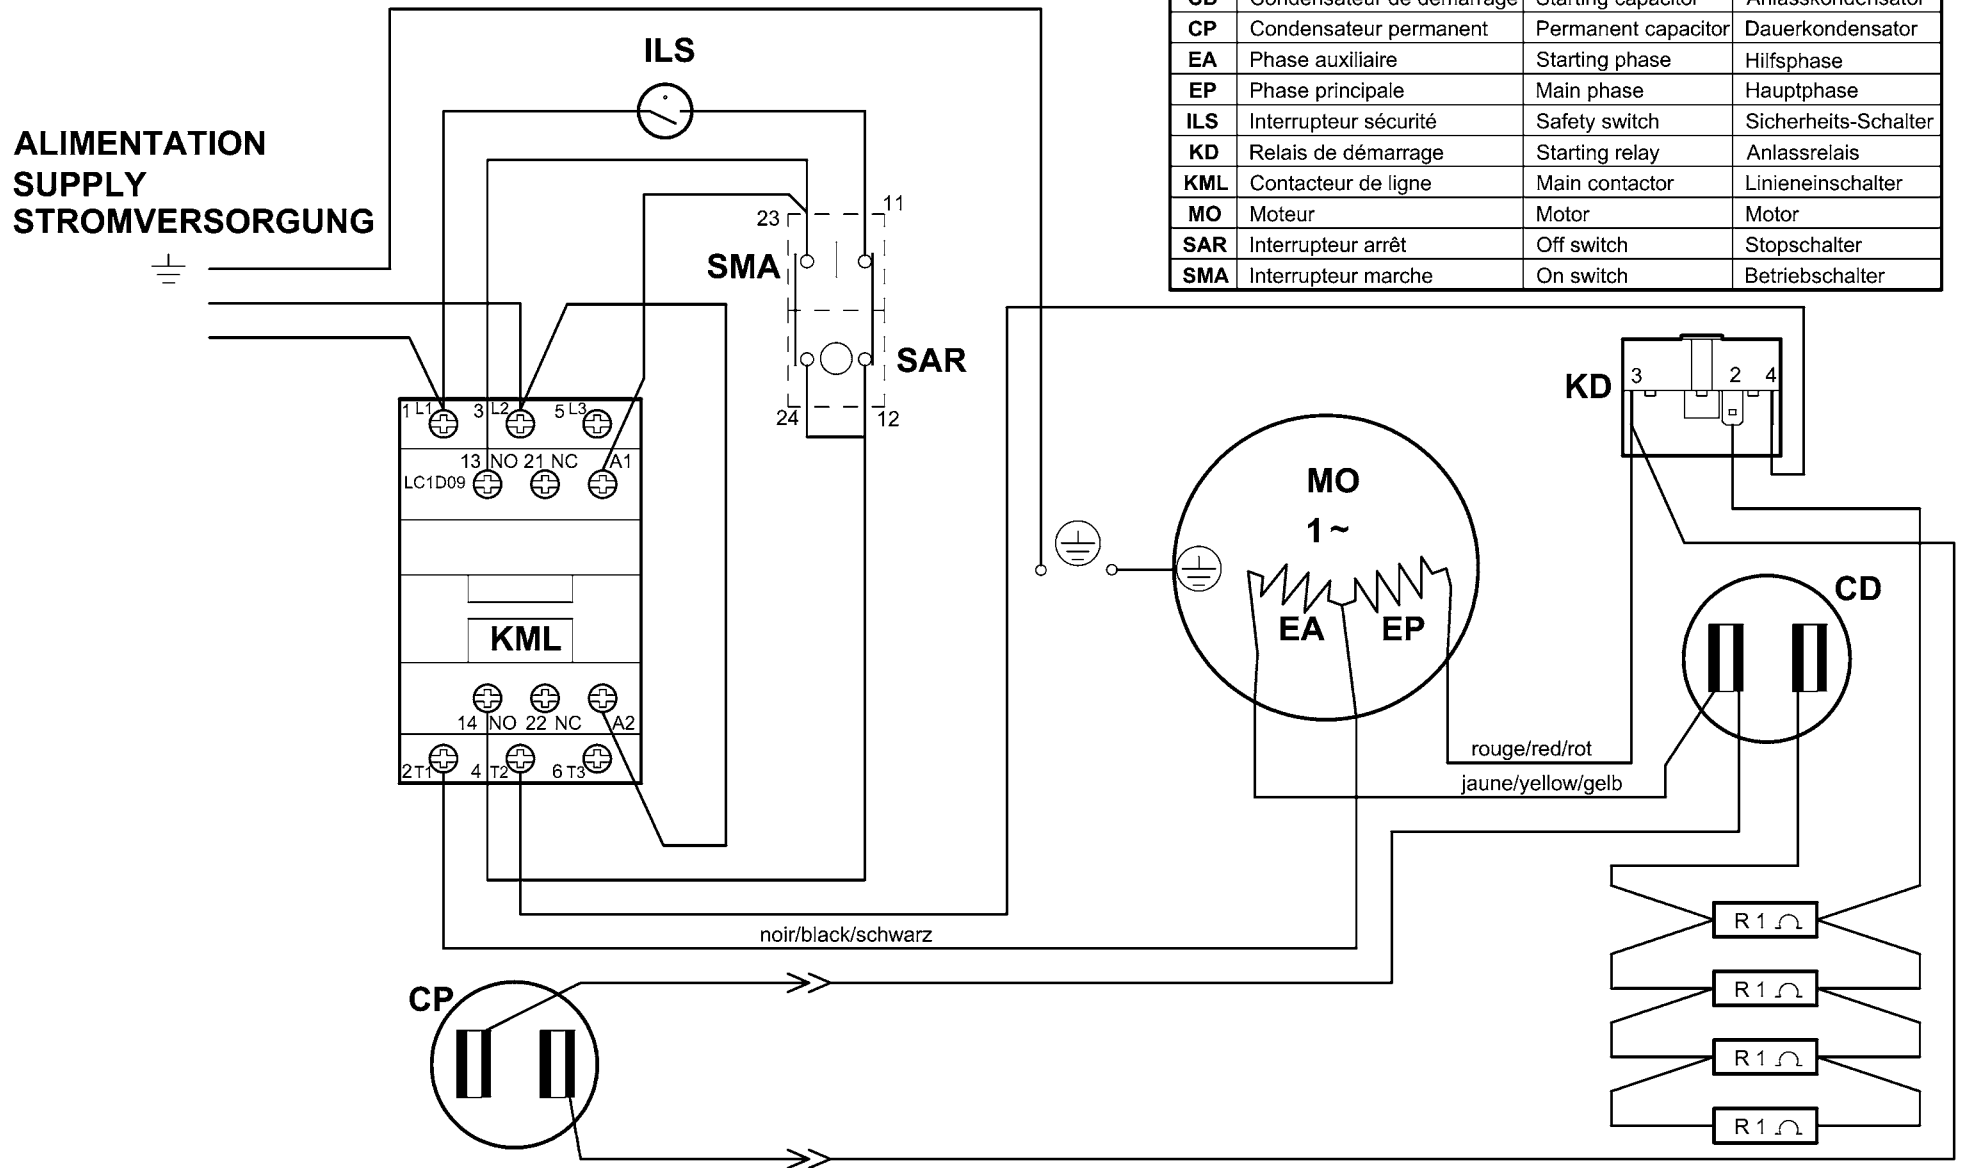 CD Condensateur de démarrage Starting capacitor Anlasskondensator
CP Condensateur permanent Permanent capacitor Dauerkondensator
EA Phase auxiliaire Starting phase Hilfsphase
EP Phase principale Main phase Hauptphase
ILS Interrupteur sécurité Safety switch Sicherheits-Schalter
KD Relais de démarrage Starting relay Anlassrelais
KML Contacteur de ligne Main contactor Linieneinschalter
MO Moteur Motor Motor
SAR Interrupteur arrêt Off switch Stopschalter
SMA Interrupteur marche On switch Betriebschalter
ILS
ALIMENTATION
SUPPLY
STROMVERSORGUNG
23 11
SMA
SAR
24 12
1 L1 3 L2 5 L3
13 NO 21 NC A1
LC1D09
KML
14 NO 22 NC A2
2 T1 4 T2 6 T3
KD
3 2 4
MO
1 ~
EA EP
CD
rouge/red/rot
jaune/yellow/gelb
noir/black/schwarz
CP
R 1 Ω
R 1 Ω
R 1 Ω
R 1 Ω